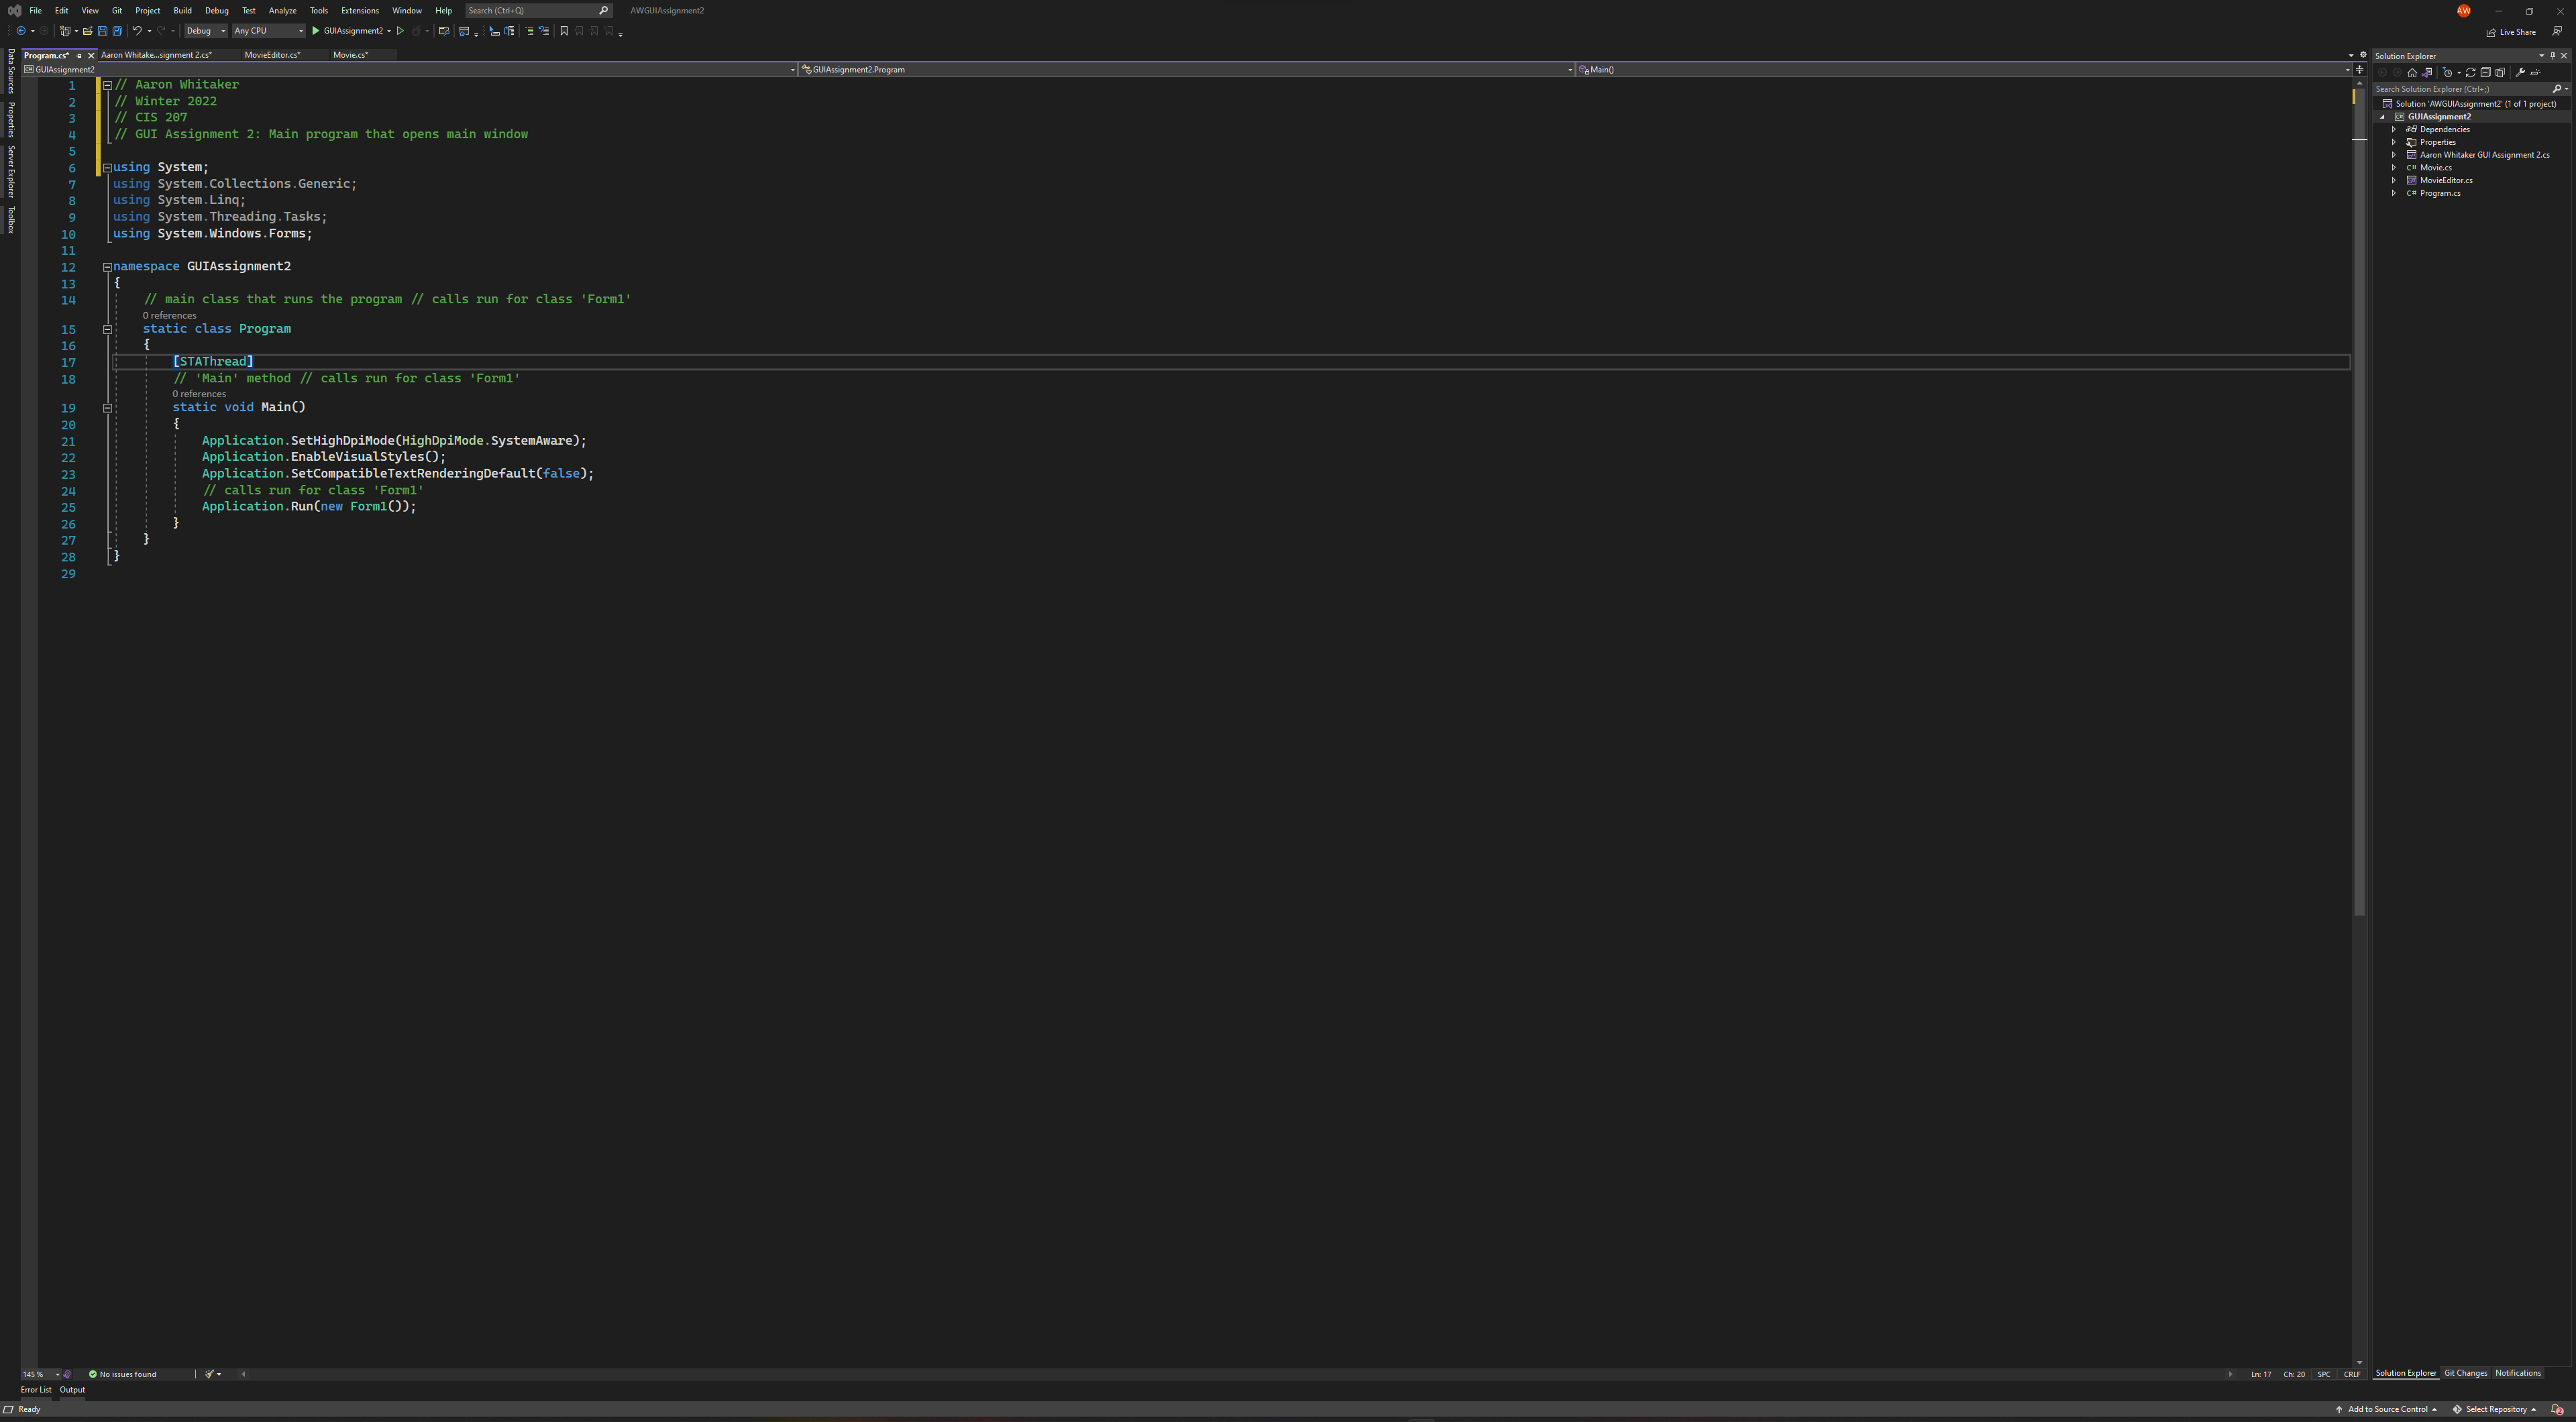 File Edit View Git Project Build Debug Test Analyze Tools Extensions Window Help Search (Ctrl+Q) AWGUIAssignment2 AW
Debug Any CPU GUIAssignment2 Live Share
Data Sources
Properties
Server Explorer
Toolbox
Program.cs* Aaron Whitake...signment 2.cs* MovieEditor.cs* Movie.cs*
GUIAssignment2 GUIAssignment2.Program Main()
1 // Aaron Whitaker
2 // Winter 2022
3 // CIS 207
4 // GUI Assignment 2: Main program that opens main window
5
6 using System;
7 using System.Collections.Generic;
8 using System.Linq;
9 using System.Threading.Tasks;
10 using System.Windows.Forms;
11
12 namespace GUIAssignment2
13 {
14 // main class that runs the program // calls run for class 'Form1'
0 references
15 static class Program
16 {
17 [STAThread]
18 // 'Main' method // calls run for class 'Form1'
0 references
19 static void Main()
20 {
21 Application.SetHighDpiMode(HighDpiMode.SystemAware);
22 Application.EnableVisualStyles();
23 Application.SetCompatibleTextRenderingDefault(false);
24 // calls run for class 'Form1'
25 Application.Run(new Form1());
26 }
27 }
28 }
29
Solution Explorer
Search Solution Explorer (Ctrl+;)
Solution 'AWGUIAssignment2' (1 of 1 project)
GUIAssignment2
Dependencies
Properties
Aaron Whitaker GUI Assignment 2.cs
C# Movie.cs
MovieEditor.cs
C# Program.cs
145 % No issues found Ln: 17 Ch: 20 SPC CRLF
Solution Explorer Git Changes Notifications
Error List Output
Ready Add to Source Control Select Repository 2